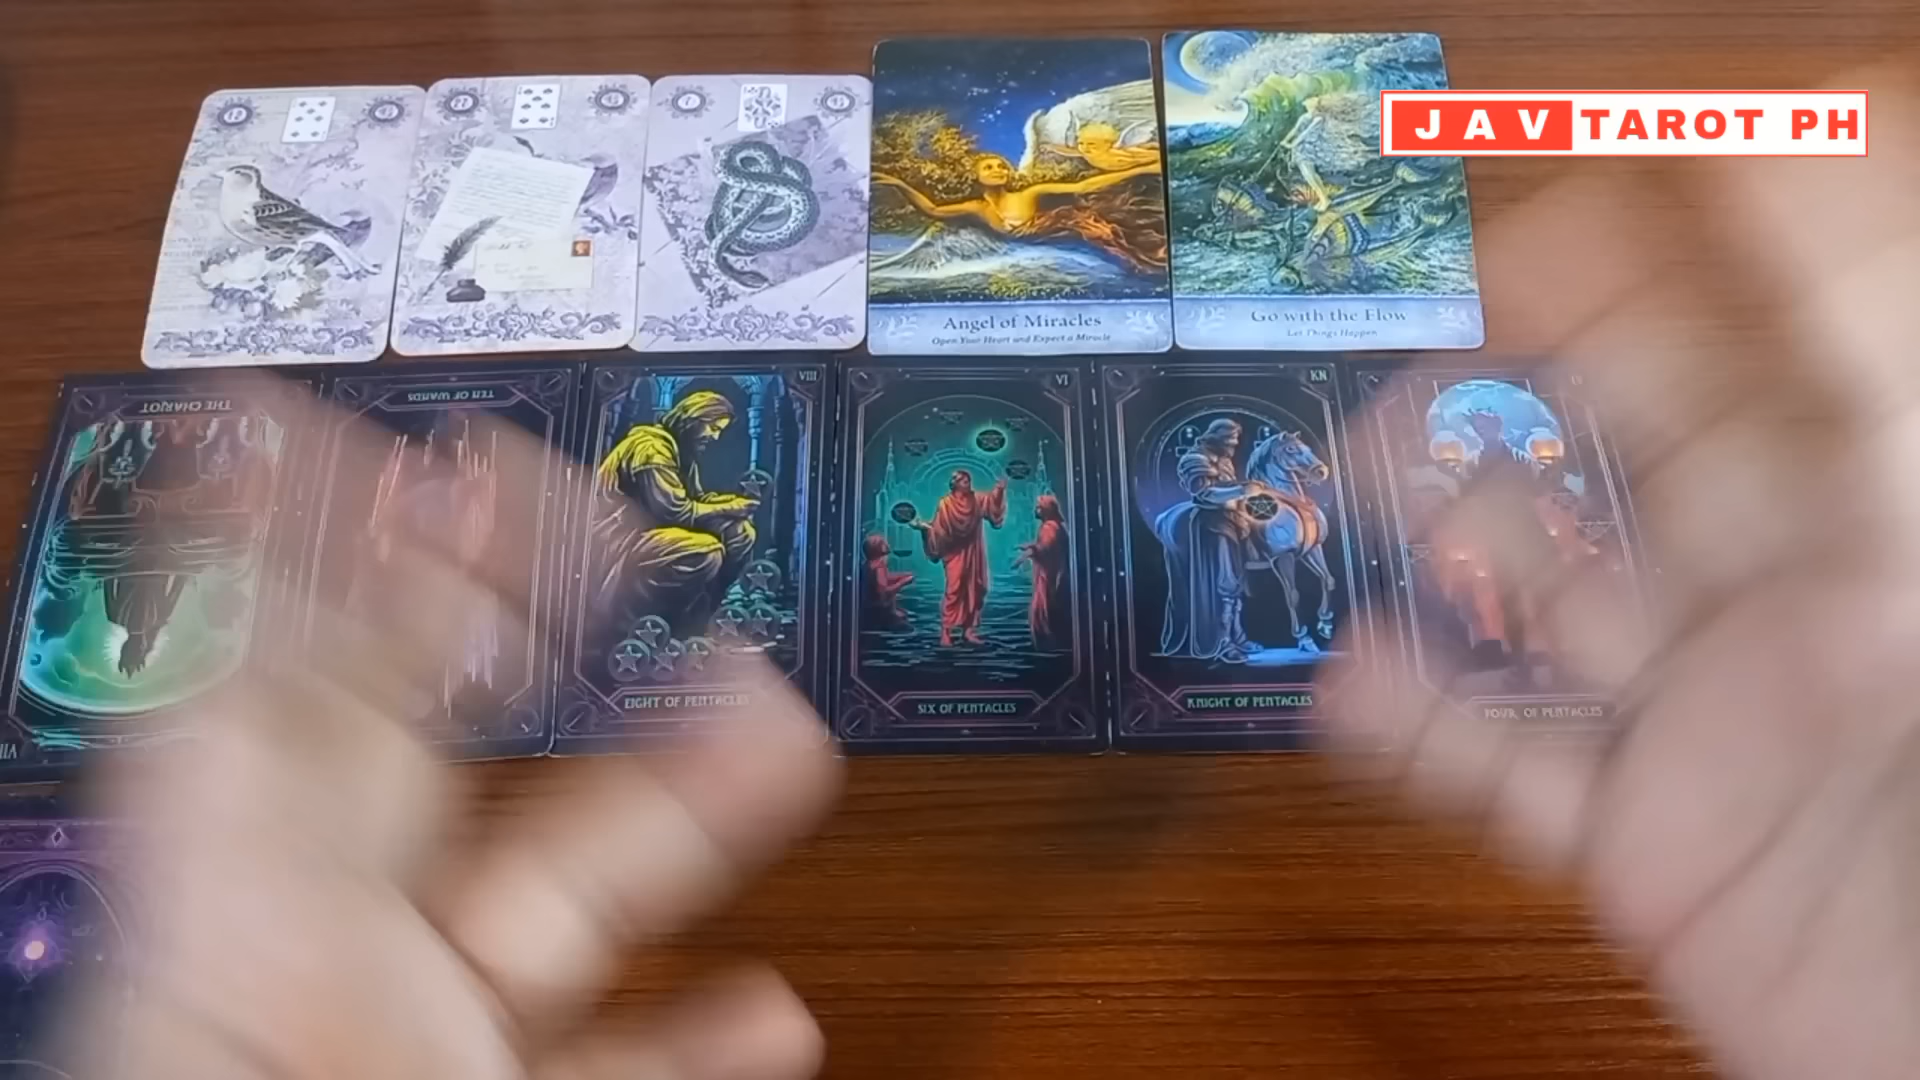 JAV TAROT PH
Angel of Miracles
Open Your Heart and Expect a Miracle
Go with the Flow
Let Things Happen
THE CHARIOT
TEN OF WANDS
VIII
VI
KN
EIGHT OF PENTACLES
SIX OF PENTACLES
KNIGHT OF PENTACLES
FOUR OF PENTACLES